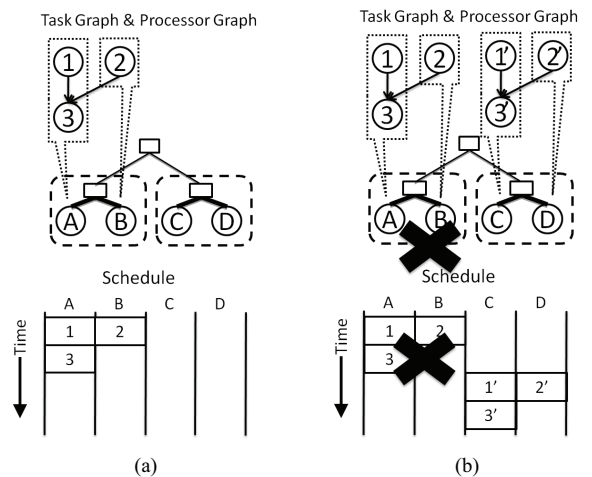 Task Graph & Processor Graph
1 2
3
A B C D
Schedule
A B C D
Time
1 2
3
(a)
Task Graph & Processor Graph
1 2 1’ 2’
3 3’
A B C D
Schedule
A B C D
Time
1 2
3
1’ 2’
3’
(b)